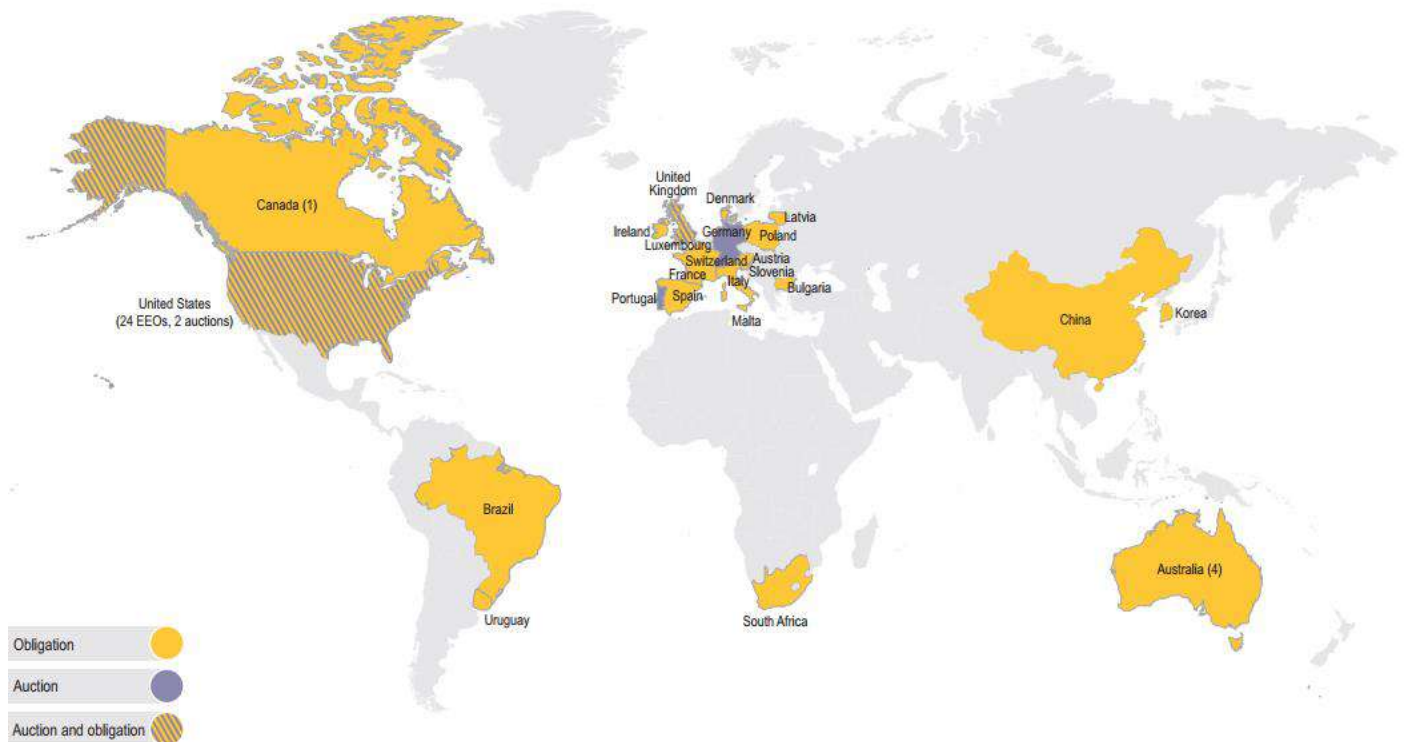 Canada (1)
United States
(24 EEOs, 2 auctions)
United
Kingdom
Denmark
Latvia
Ireland
Germany
Poland
Luxembourg
Switzerland
Austria
Slovenia
France
Italy
Bulgaria
Portugal
Spain
Malta
China
Korea
Brazil
Uruguay
South Africa
Australia (4)
Obligation
Auction
Auction and obligation